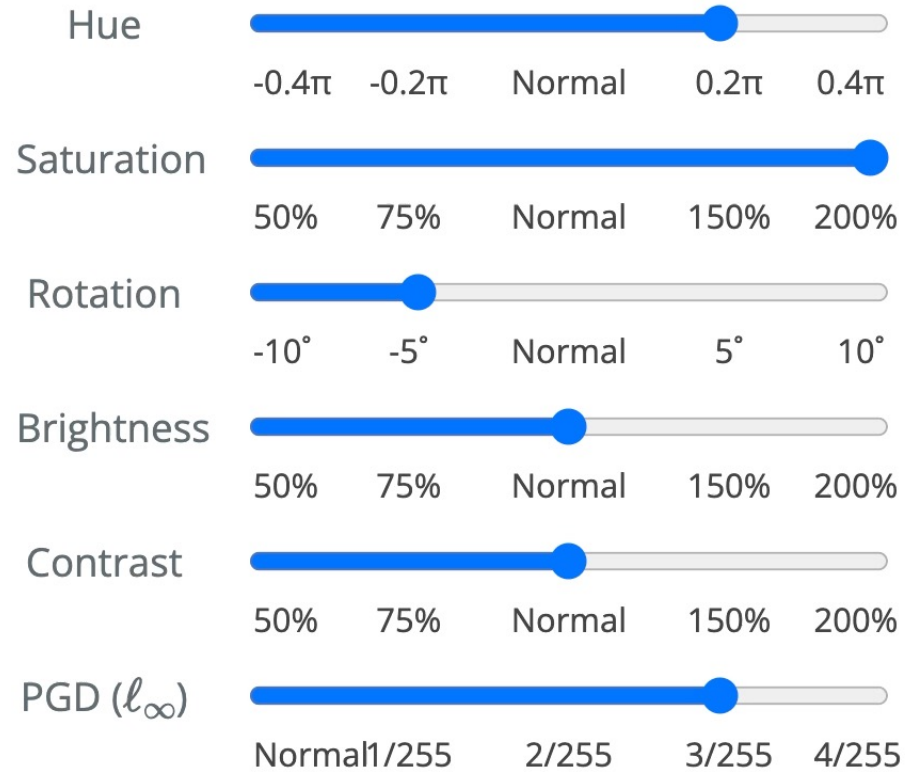 Hue
-0.4π -0.2π Normal 0.2π 0.4π
Saturation
50% 75% Normal 150% 200%
Rotation
-10˚ -5˚ Normal 5˚ 10˚
Brightness
50% 75% Normal 150% 200%
Contrast
50% 75% Normal 150% 200%
PGD (ℓ∞)
Normal1/255 2/255 3/255 4/255